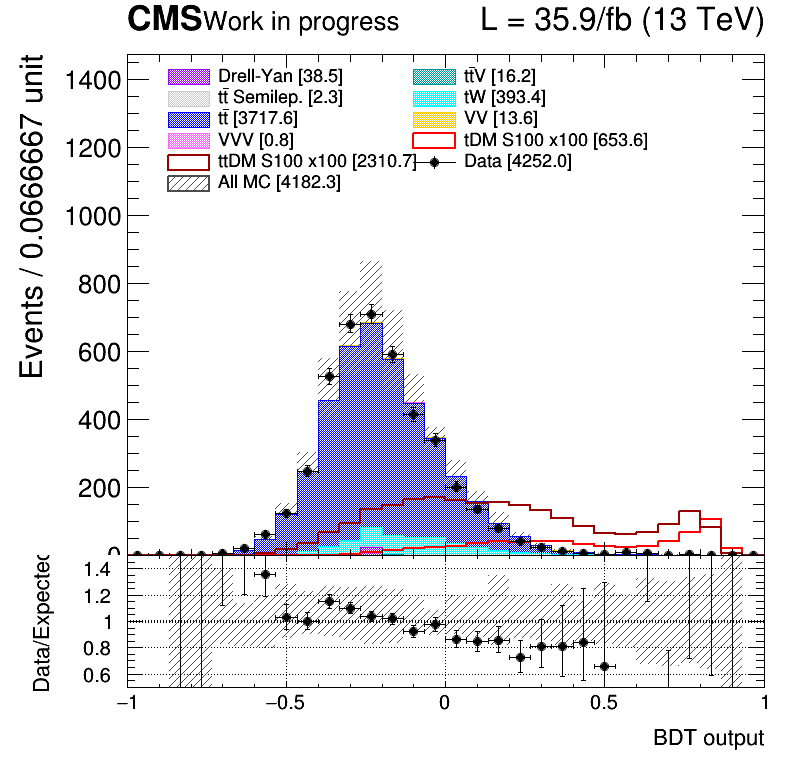 CMS Work in progress L = 35.9/fb (13 TeV)
Events / 0.0666667 unit
1400
1200
1000
800
600
400
200
0
Drell-Yan [38.5] tt̄V [16.2]
tt̄ Semilep. [2.3] tW [393.4]
tt̄ [3717.6] VV [13.6]
VVV [0.8] tDM S100 x100 [653.6]
ttDM S100 x100 [2310.7] Data [4252.0]
All MC [4182.3]
Data/Expected
1.4
1.2
1
0.8
0.6
−1 −0.5 0 0.5 1
BDT output